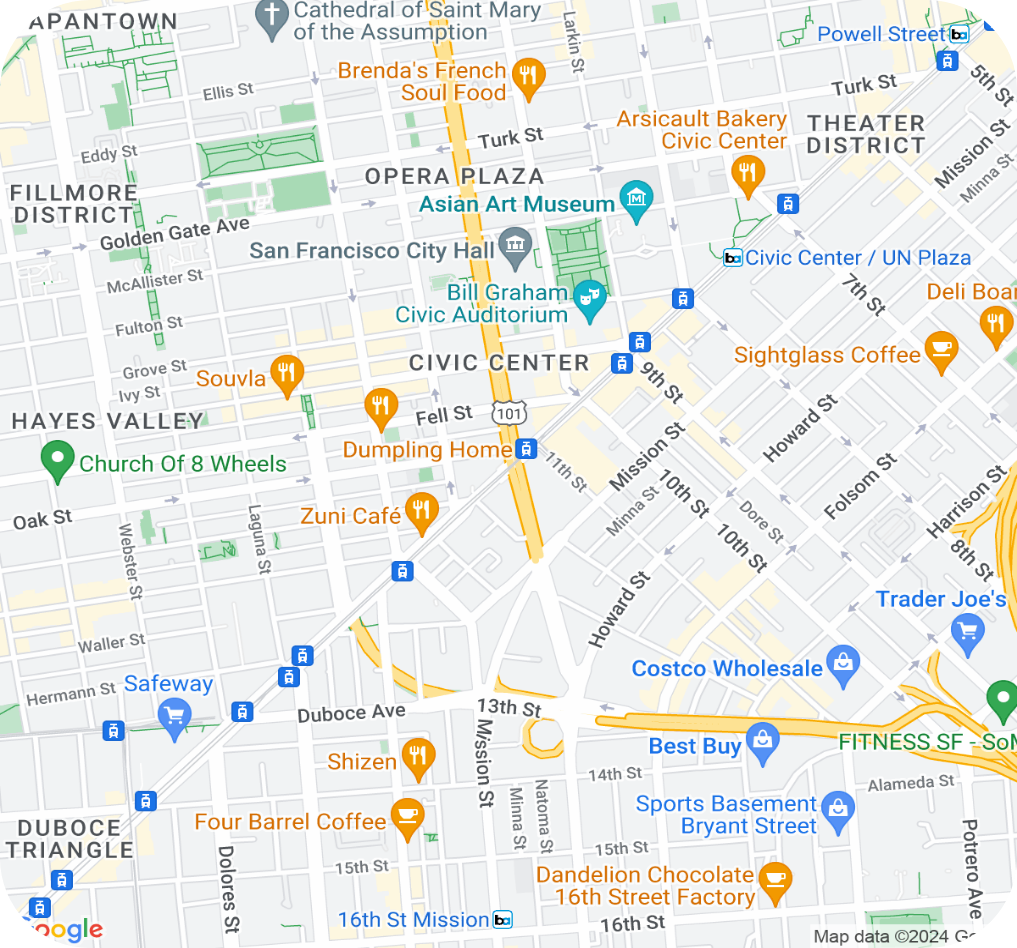 APANTOWN
Cathedral of Saint Mary
of the Assumption
Larkin St
Powell Street
ba
5th St
Brenda's French
Soul Food
Ellis St
Turk St
Arsicault Bakery
Civic Center
THEATER
DISTRICT
Mission St
Minna St
Turk St
Eddy St
OPERA PLAZA
FILLMORE
DISTRICT
Asian Art Museum
Golden Gate Ave
San Francisco City Hall
ba
Civic Center / UN Plaza
McAllister St
7th St
Bill Graham
Civic Auditorium
Deli Boar
Fulton St
Sightglass Coffee
Grove St
CIVIC CENTER
Souvla
Ivy St
9th St
HAYES VALLEY
Fell St
101
Howard St
Dumpling Home
Mission St
Church Of 8 Wheels
11th St
Folsom St
10th St
Harrison St
Oak St
Zuni Café
Minna St
Dore St
Webster St
Laguna St
10th St
8th St
Howard St
Trader Joe's
Waller St
Costco Wholesale
Hermann St
Safeway
Duboce Ave
13th St
Best Buy
FITNESS SF - SoM
Mission St
Shizen
14th St
Alameda St
Natoma St
Minna St
Four Barrel Coffee
Sports Basement
Bryant Street
DUBOCE
TRIANGLE
Dolores St
15th St
15th St
Potrero Ave
Dandelion Chocolate
16th Street Factory
16th St Mission
ba
16th St
oogle
Map data ©2024 Go